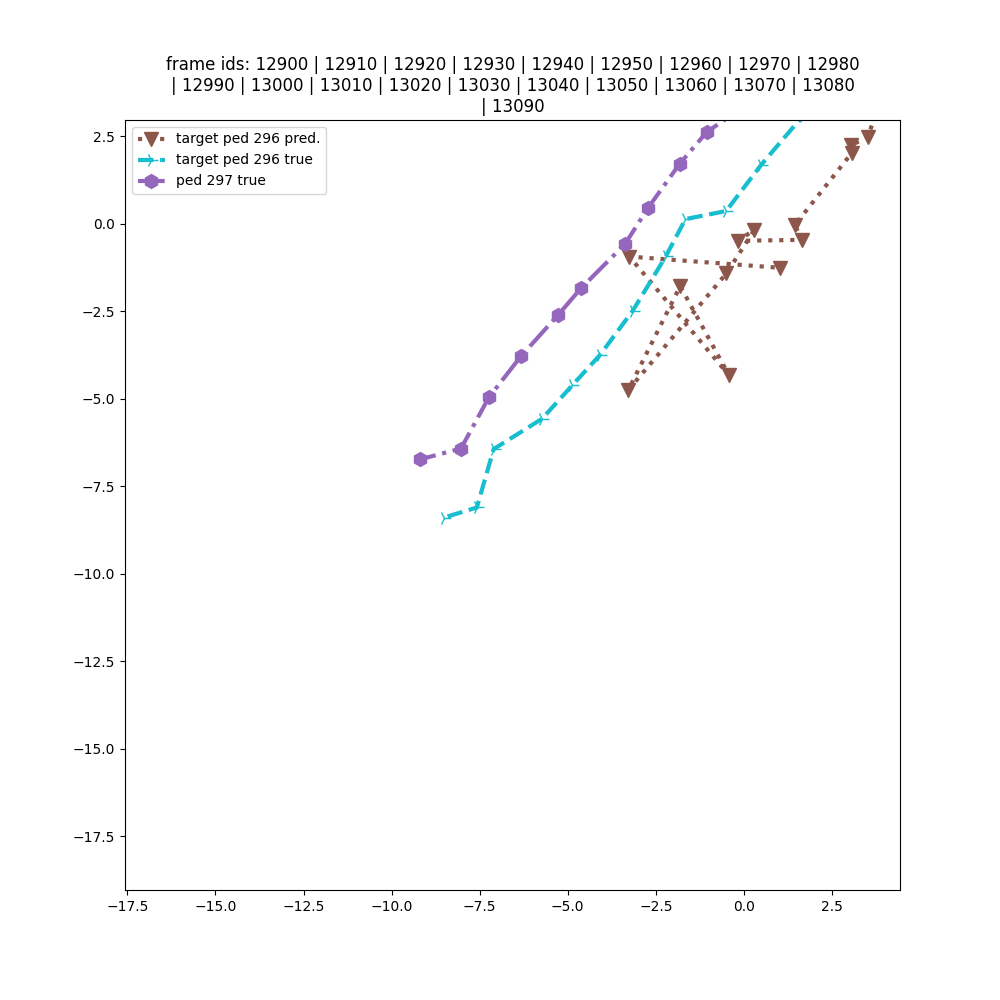 frame ids: 12900 | 12910 | 12920 | 12930 | 12940 | 12950 | 12960 | 12970 | 12980
| 12990 | 13000 | 13010 | 13020 | 13030 | 13040 | 13050 | 13060 | 13070 | 13080
| 13090
target ped 296 pred.
target ped 296 true
ped 297 true
2.5
0.0
−2.5
−5.0
−7.5
−10.0
−12.5
−15.0
−17.5
−17.5 −15.0 −12.5 −10.0 −7.5 −5.0 −2.5 0.0 2.5